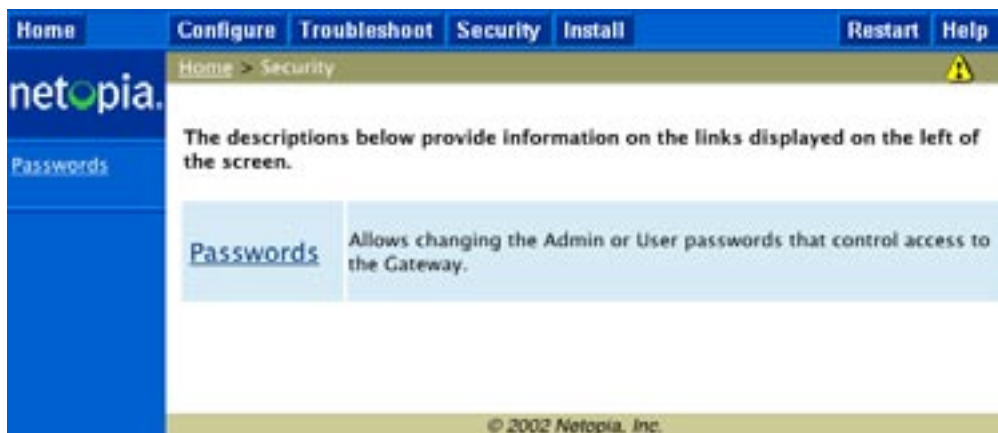 Home Configure Troubleshoot Security Install Restart Help
netopia.
Home > Security
Passwords
The descriptions below provide information on the links displayed on the left of
the screen.
Passwords
Allows changing the Admin or User passwords that control access to
the Gateway.
© 2002 Netopia, Inc.